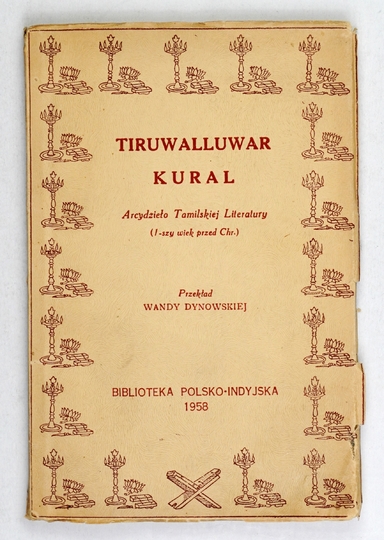 TIRUWALLUWAR
KURAL
Arcydzieło Tamilskiej Literatury
(I-szy wiek przed Chr.)
Przekład
WANDY DYNOWSKIEJ
BIBLIOTEKA POLSKO-INDYJSKA
1958